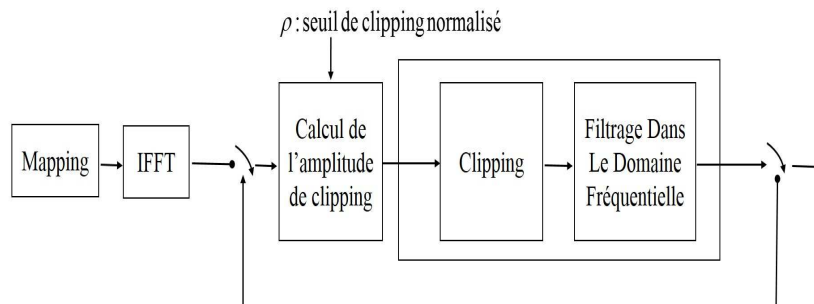 ρ : seuil de clipping normalisé
Mapping
IFFT
Calcul de
l'amplitude
de clipping
Clipping
Filtrage Dans
Le Domaine
Fréquentielle